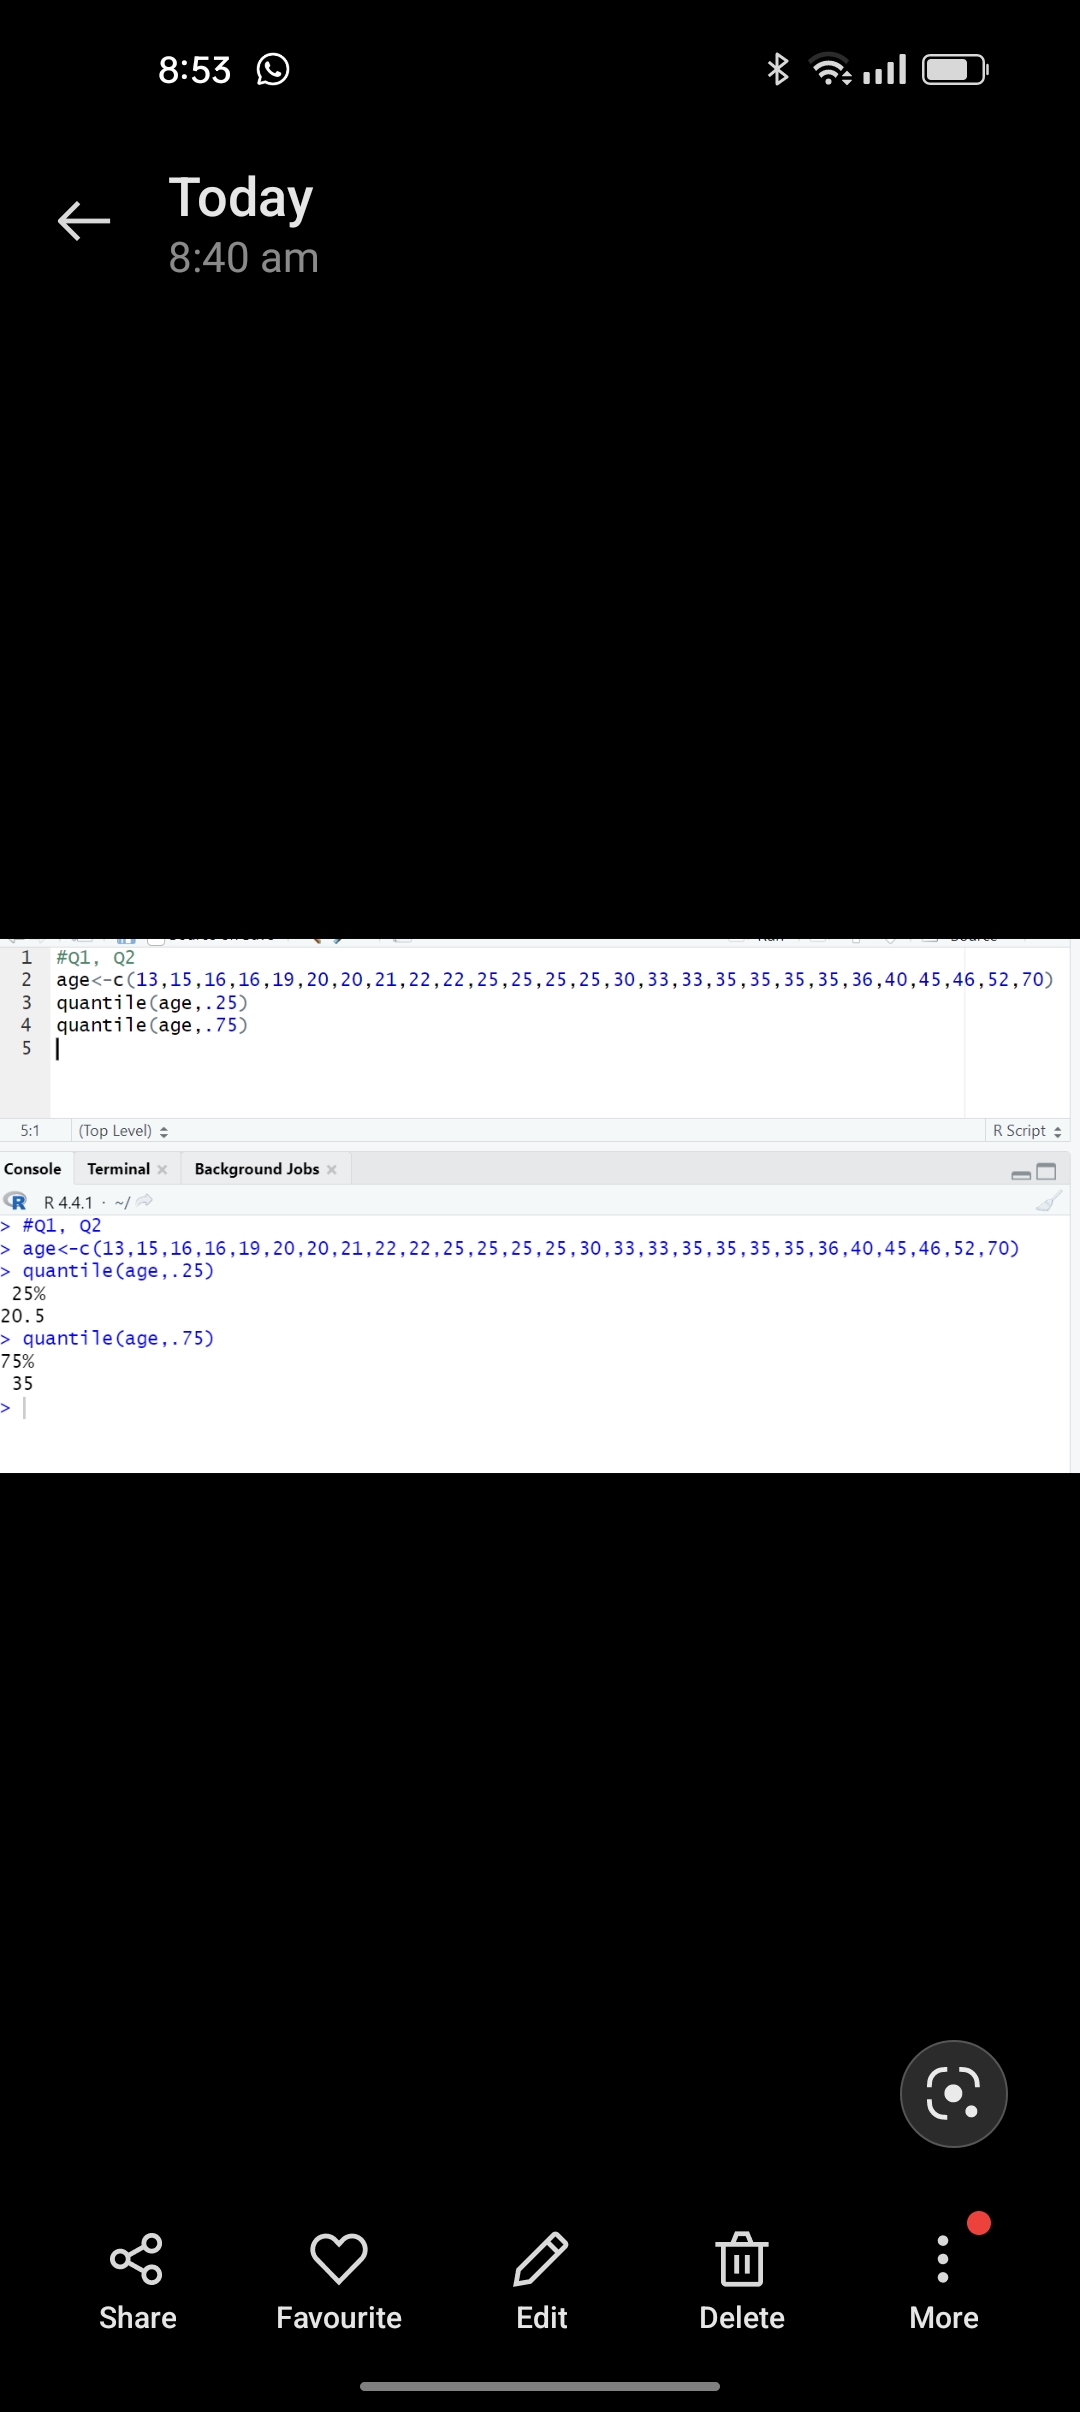 8:53
Today
8:40 am
1 #Q1, Q2
2 age<-c(13,15,16,16,19,20,20,21,22,22,25,25,25,25,30,33,33,35,35,35,35,36,40,45,46,52,70)
3 quantile(age,.25)
4 quantile(age,.75)
5
5:1 (Top Level) R Script
Console Terminal Background Jobs
R R 4.4.1 · ~/
> #Q1, Q2
> age<-c(13,15,16,16,19,20,20,21,22,22,25,25,25,25,30,33,33,35,35,35,35,36,40,45,46,52,70)
> quantile(age,.25)
25%
20.5
> quantile(age,.75)
75%
35
>
Share Favourite Edit Delete More